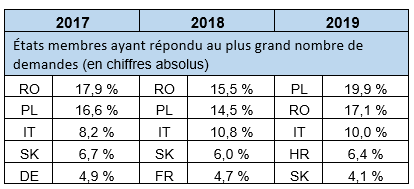 2017 2018 2019
États membres ayant répondu au plus grand nombre de
demandes (en chiffres absolus)
RO 17,9 % RO 15,5 % PL 19,9 %
PL 16,6 % PL 14,5 % RO 17,1 %
IT 8,2 % IT 10,8 % IT 10,0 %
SK 6,7 % SK 6,0 % HR 6,4 %
DE 4,9 % FR 4,7 % SK 4,1 %